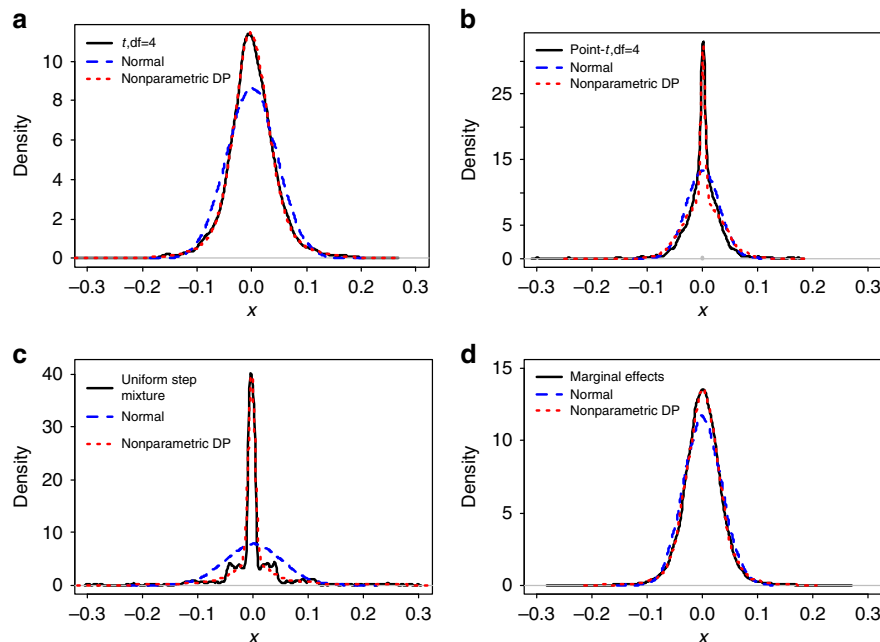 a
t,df=4
Normal
Nonparametric DP
Density
10
8
6
4
2
0
–0.3 –0.2 –0.1 0.0 0.1 0.2 0.3
x
b
Point-t,df=4
Normal
Nonparametric DP
Density
25
15
5
0
–0.3 –0.2 –0.1 0.0 0.1 0.2 0.3
x
c
Uniform step
mixture
Normal
Nonparametric DP
Density
40
30
20
10
0
–0.3 –0.2 –0.1 0.0 0.1 0.2 0.3
x
d
Marginal effects
Normal
Nonparametric DP
Density
15
10
5
0
–0.3 –0.2 –0.1 0.0 0.1 0.2 0.3
x